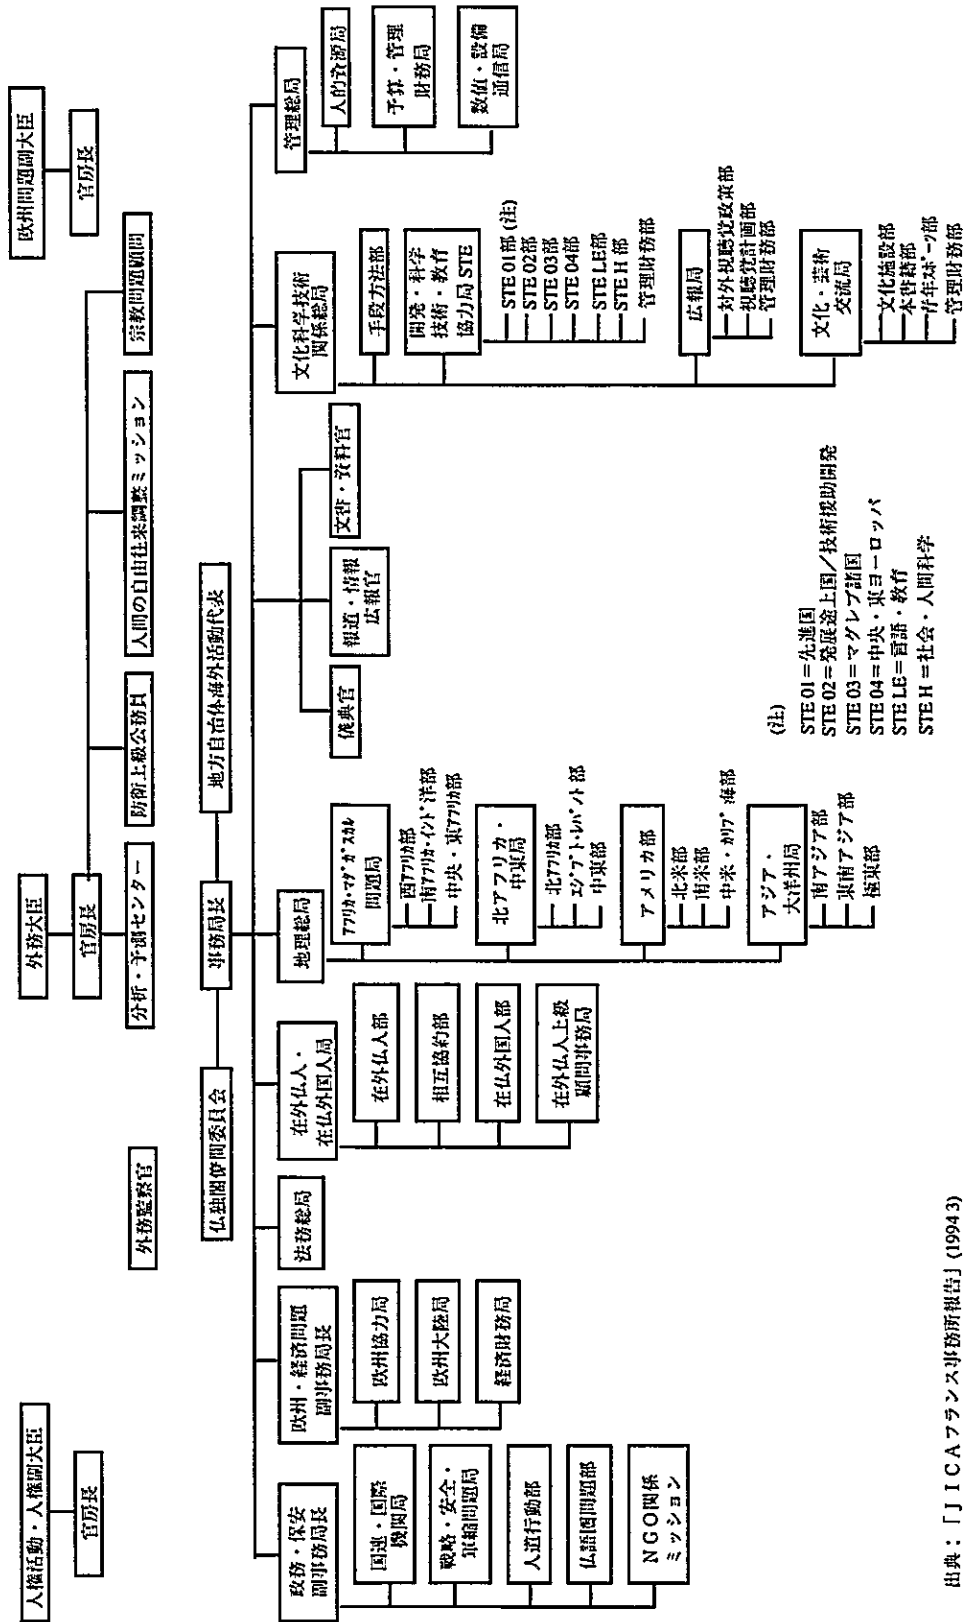 人権活動・人権副大臣
官房長
外務大臣
官房長
欧州問題副大臣
官房長
外務監察官
分析・予測センター
防衛上級公務員
人間の自由往来調整ミッション
宗教問題顧問
仏独閣僚間委員会
事務局長
地方自治体海外活動代表
政務・保安
副事務局長
国連・国際
機関局
戦略・安全・
軍縮問題局
人道行動部
仏語圏問題部
NGO関係
ミッション
欧州・経済問題
副事務局長
欧州協力局
欧州大陸局
経済財務局
法務総局
在外仏人・
在仏外国人局
在外仏人部
相互協約部
在仏外国人部
在外仏人上級
顧問事務局
地理総局
アフリカ・マダガスカル
問題局
西アフリカ部
南アフリカ・インド洋部
中央・東アフリカ部
北アフリカ・
中東局
北アフリカ部
エジプト・レバント部
中東部
アメリカ部
北米部
南米部
中米・カリブ海部
アジア・
大洋州局
南アジア部
東南アジア部
極東部
儀典官
報道・情報
広報官
文書・資料官
文化科学技術
関係総局
手段方法部
開発・科学
技術・教育
協力局 STE
STE 01部 (注)
STE 02部
STE 03部
STE 04部
STE LE部
STE H 部
管理財務部
広報局
対外視聴覚政策部
視聴覚計画部
管理財務部
文化・芸術
交流局
文化施設部
本書籍部
青年スポーツ部
管理財務部
管理総局
人的資源局
予算・管理
財務局
数値・設備
通信局
(注)
STE 01=先進国
STE 02=発展途上国/技術援助開発
STE 03=マグレブ諸国
STE 04=中央・東ヨーロッパ
STE LE=言語・教育
STE H =社会・人間科学
出典:「JICAフランス事務所報告」(1994 3)